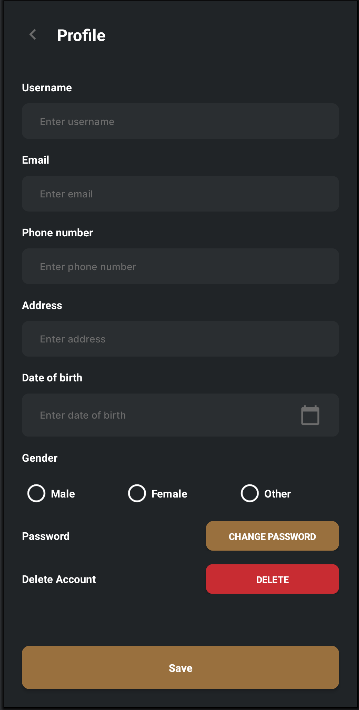 Profile
Username
Enter username
Email
Enter email
Phone number
Enter phone number
Address
Enter address
Date of birth
Enter date of birth
Gender
Male Female Other
Password CHANGE PASSWORD
Delete Account DELETE
Save